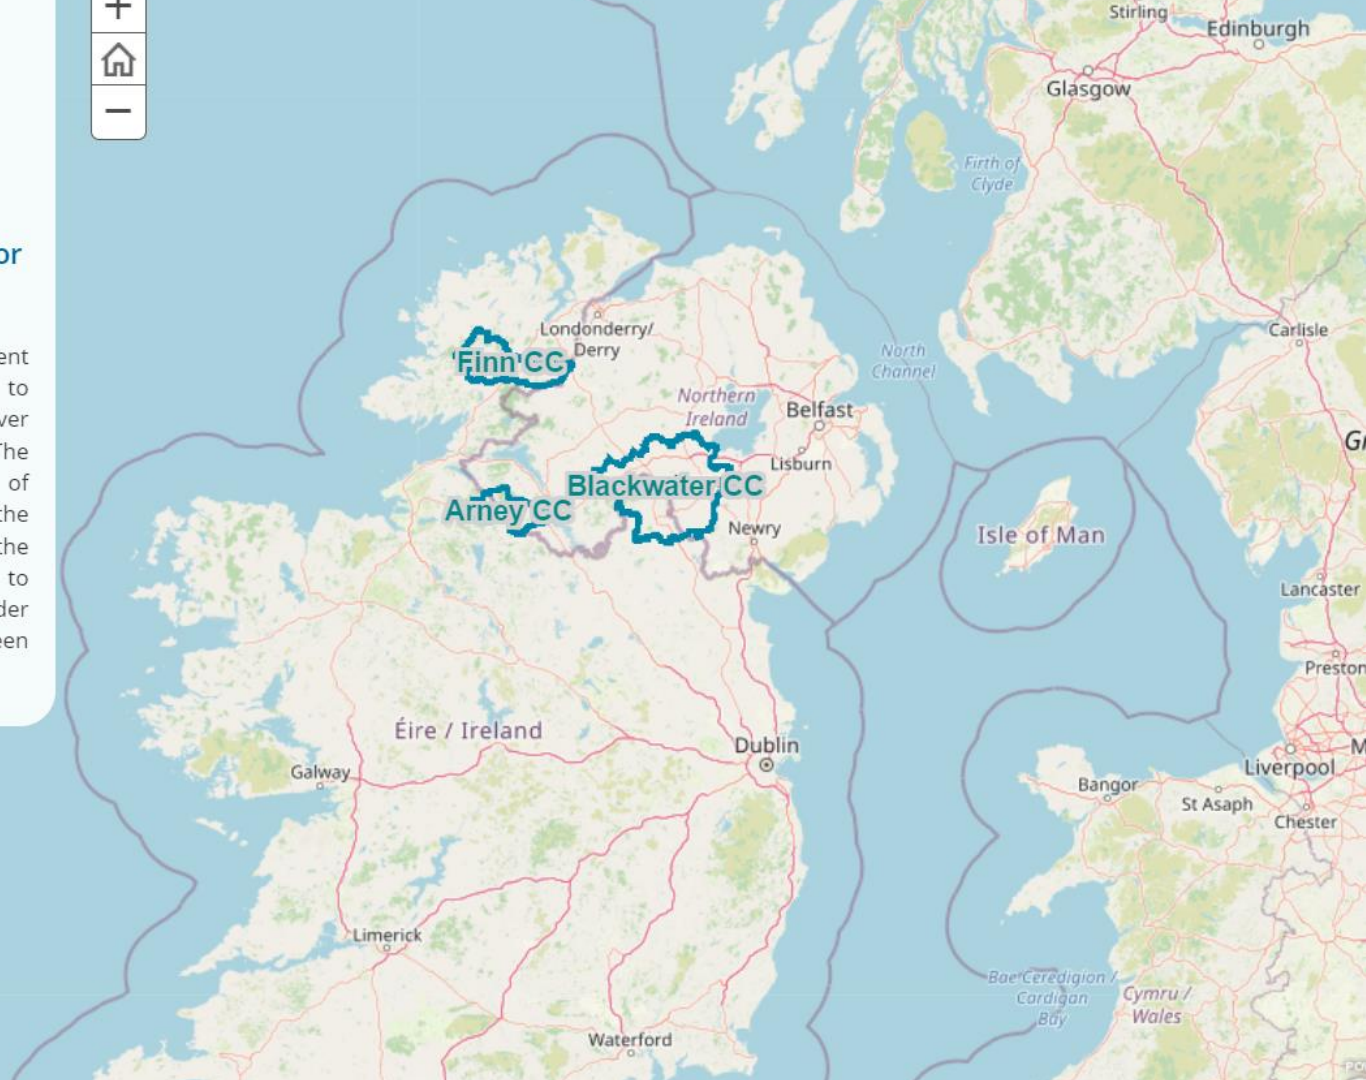 +
−
or
ent
to
ver
The
of
the
the
to
der
een
Stirling
Edinburgh
Glasgow
Firth of
Clyde
Londonderry/
Derry
Finn CC
North
Channel
Carlisle
Northern
Ireland
Belfast
Lisburn
Blackwater CC
Arney CC
Newry
Isle of Man
Lancaster
Preston
Éire / Ireland
Dublin
Galway
Bangor
St Asaph
Liverpool
Chester
Limerick
Bae Ceredigion /
Cardigan
Bay
Cymru /
Wales
Waterford